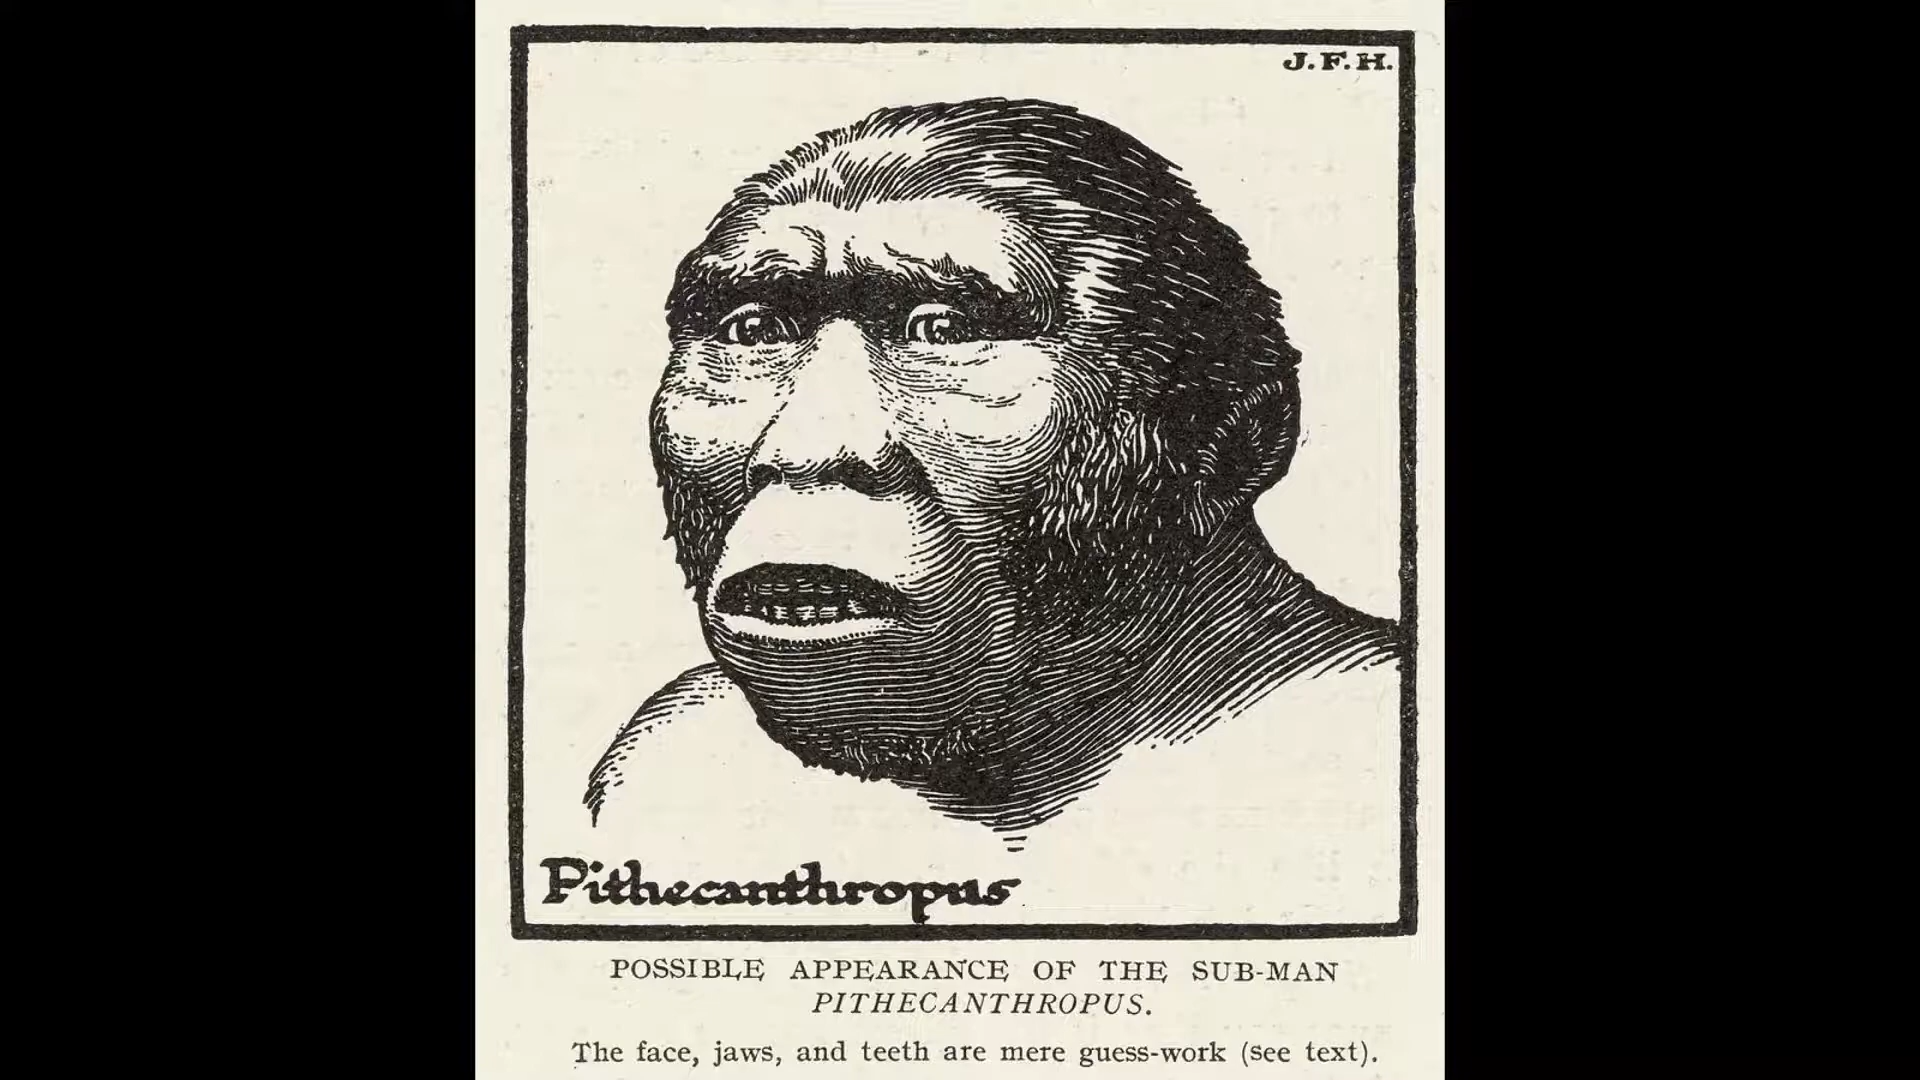 J. F. H.
Pithecanthropus
POSSIBLE APPEARANCE OF THE SUB-MAN
PITHECANTHROPUS.
The face, jaws, and teeth are mere guess-work (see text).